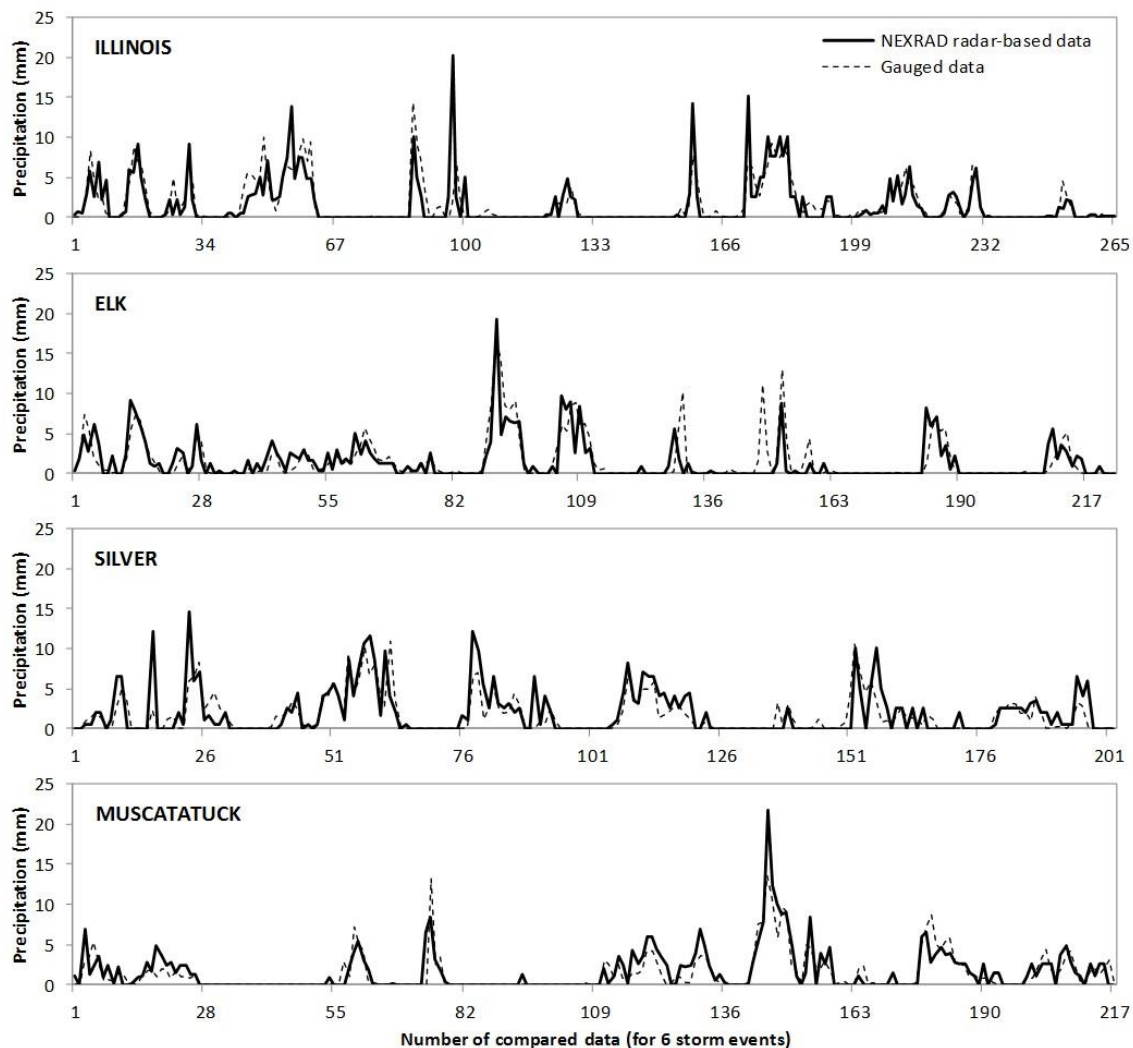 25
20
15
10
5
0
Precipitation (mm)
ILLINOIS
NEXRAD radar-based data
Gauged data
1 34 67 100 133 166 199 232 265
25
20
15
10
5
0
Precipitation (mm)
ELK
1 28 55 82 109 136 163 190 217
25
20
15
10
5
0
Precipitation (mm)
SILVER
1 26 51 76 101 126 151 176 201
25
20
15
10
5
0
Precipitation (mm)
MUSCATATUCK
1 28 55 82 109 136 163 190 217
Number of compared data (for 6 storm events)